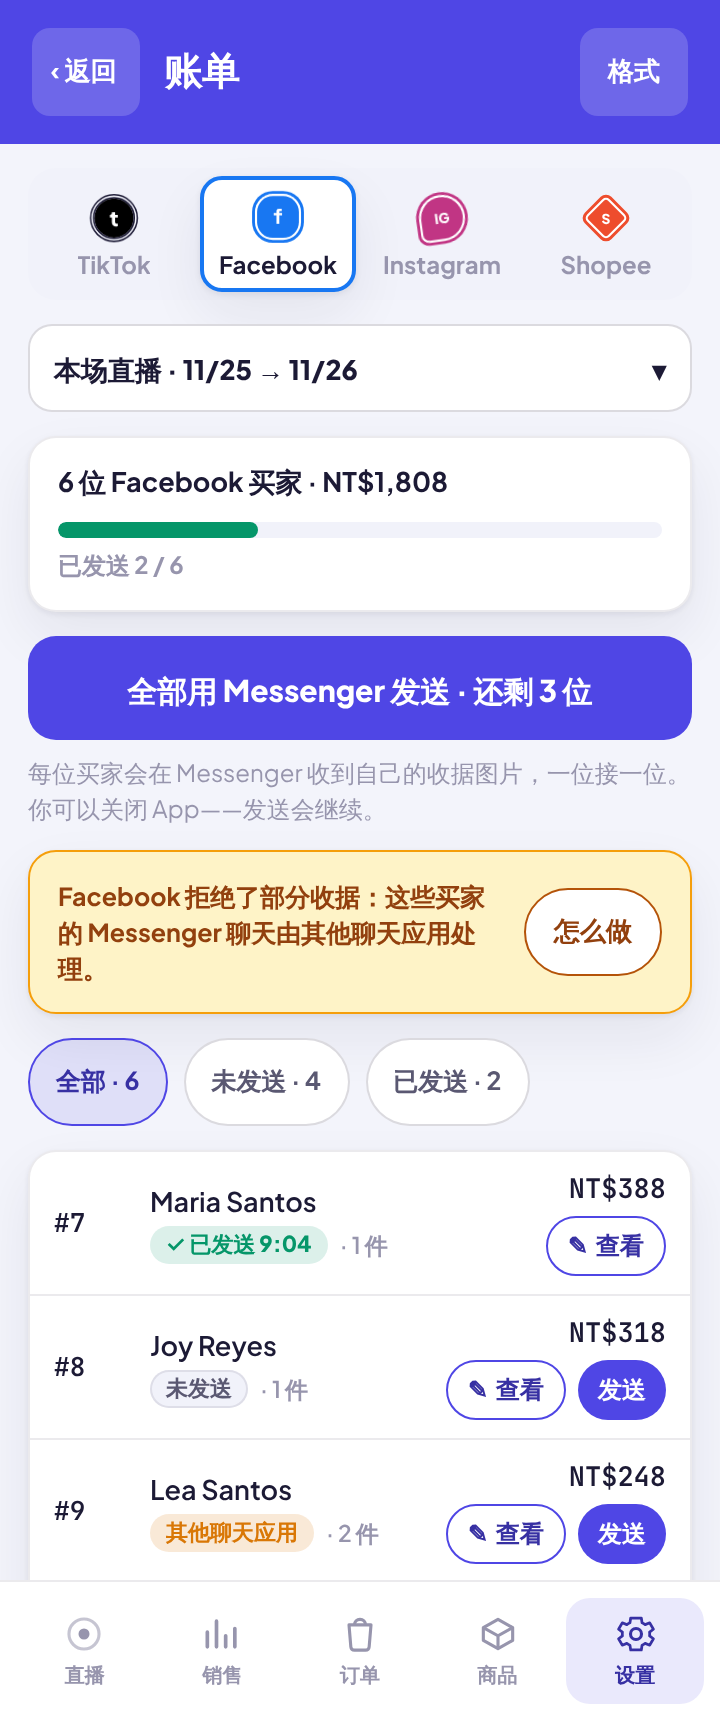 ‹ 返回
账单
格式
t
f
IG
S
TikTok
Facebook
Instagram
Shopee
本场直播 · 11/25 → 11/26
▼
6 位 Facebook 买家 · NT$1,808
已发送 2 / 6
全部用 Messenger 发送 · 还剩 3 位
每位买家会在 Messenger 收到自己的收据图片，一位接一位。
你可以关闭 App——发送会继续。
Facebook 拒绝了部分收据：这些买家
的 Messenger 聊天由其他聊天应用处
理。
怎么做
全部 · 6
未发送 · 4
已发送 · 2
#7
Maria Santos
✓ 已发送 9:04 · 1 件
NT$388
✎ 查看
#8
Joy Reyes
未发送 · 1 件
NT$318
✎ 查看
发送
#9
Lea Santos
其他聊天应用 · 2 件
NT$248
✎ 查看
发送
直播
销售
订单
商品
设置